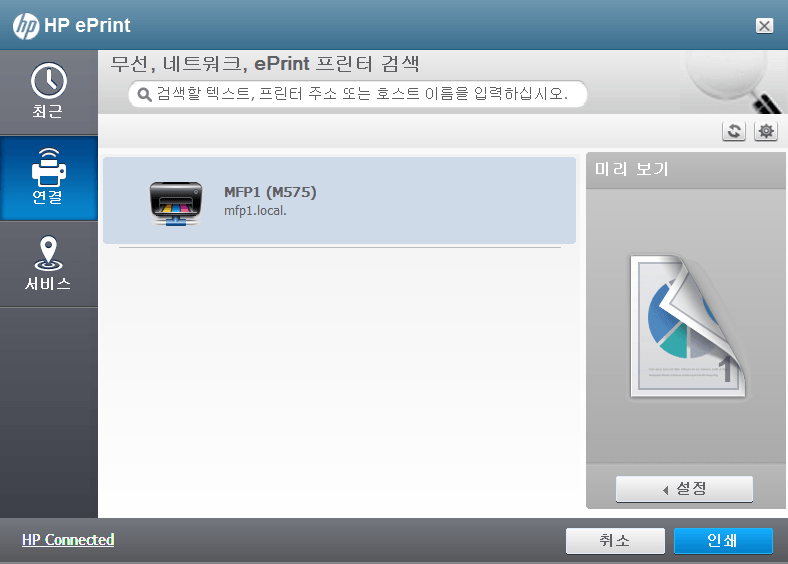 hp HP ePrint
최근
연결
서비스
무선, 네트워크, ePrint 프린터 검색
검색할 텍스트, 프린터 주소 또는 호스트 이름을 입력하십시오.
MFP1 (M575)
mfp1.local.
미리 보기
1
설정
HP Connected
취소
인쇄